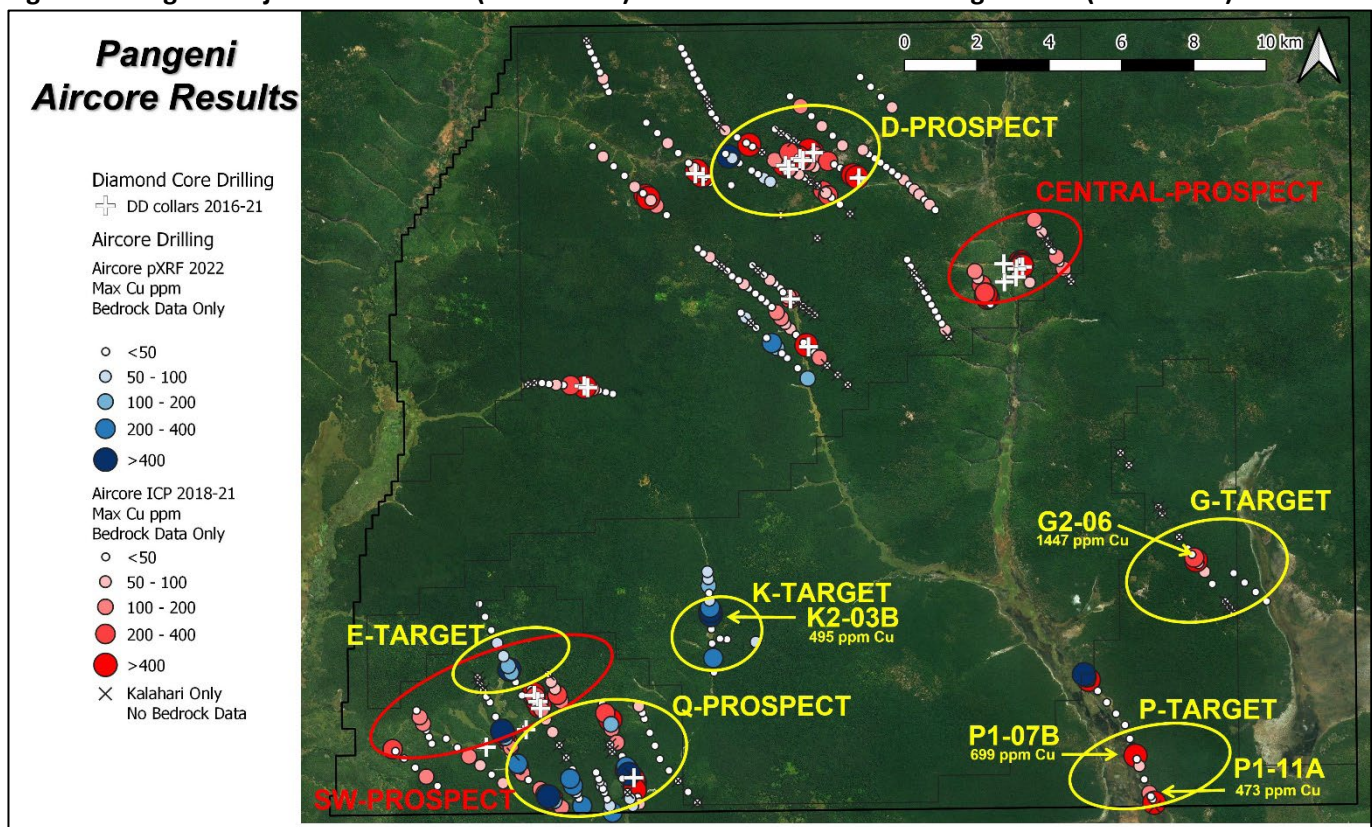 Pangeni
Aircore Results
Diamond Core Drilling
DD collars 2016-21
Aircore Drilling
Aircore pXRF 2022
Max Cu ppm
Bedrock Data Only
<50
50 - 100
100 - 200
200 - 400
>400
Aircore ICP 2018-21
Max Cu ppm
Bedrock Data Only
<50
50 - 100
100 - 200
200 - 400
>400
Kalahari Only
No Bedrock Data
0 2 4 6 8 10 km
D-PROSPECT
CENTRAL-PROSPECT
G-TARGET
G2-06
1447 ppm Cu
K-TARGET
K2-03B
495 ppm Cu
E-TARGET
Q-PROSPECT
SW-PROSPECT
P-TARGET
P1-07B
699 ppm Cu
P1-11A
473 ppm Cu